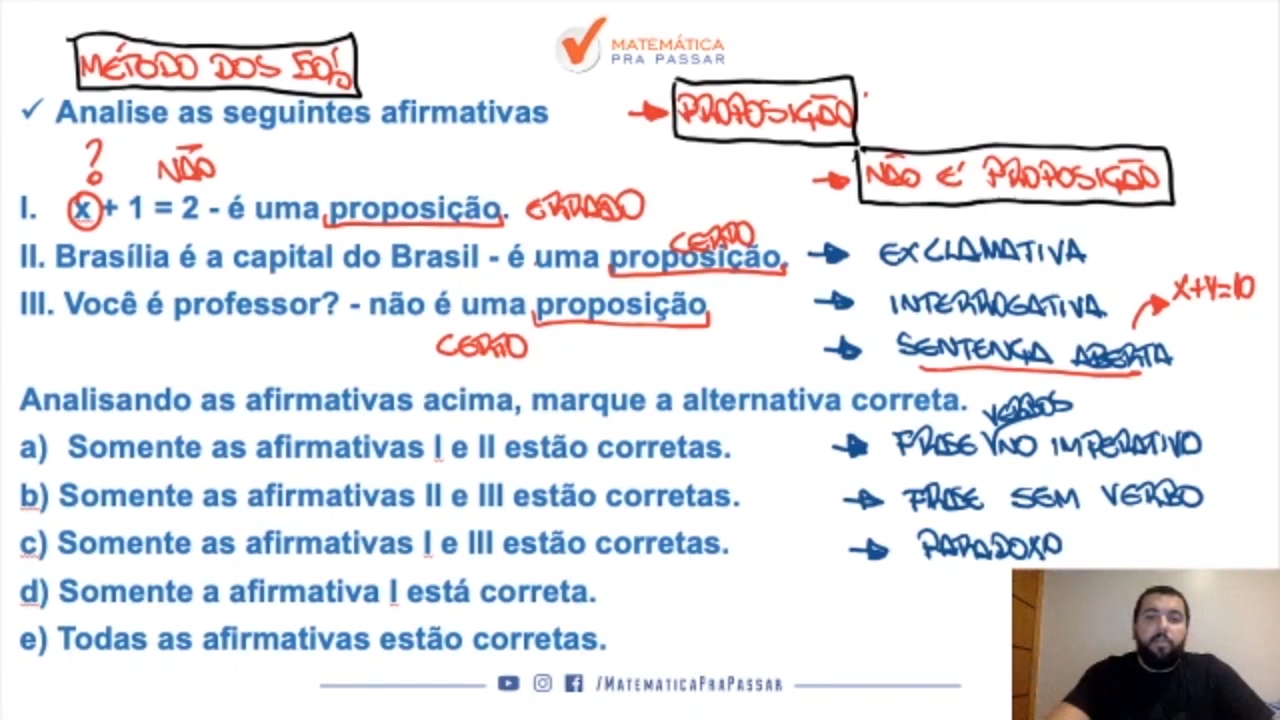 MÉTODO DOS 50's
MATEMÁTICA
PRA PASSAR
✓ Analise as seguintes afirmativas
→ PROPOSIÇÃO
→ NÃO É PROPOSIÇÃO
? NÃO
I. x + 1 = 2 - é uma proposição. ERRADO
CERTO
II. Brasília é a capital do Brasil - é uma proposição. → EXCLAMATIVA
III. Você é professor? - não é uma proposição → INTERROGATIVA
X+Y=10
CERTO
→ SENTENÇA ABERTA
Analisando as afirmativas acima, marque a alternativa correta.
VERBOS
a) Somente as afirmativas I e II estão corretas. → FRASE V NO IMPERATIVO
b) Somente as afirmativas II e III estão corretas. → FRASE SEM VERBO
c) Somente as afirmativas I e III estão corretas. → PARADOXO
d) Somente a afirmativa I está correta.
e) Todas as afirmativas estão corretas.
/MATEMATICAPRAPASSAR